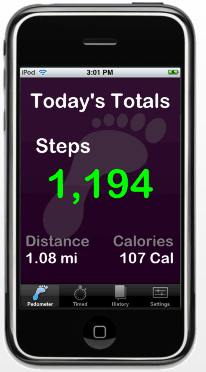 iPod 3:01 PM
Today's Totals
Steps
1,194
Distance Calories
1.08 mi 107 Cal
Pedometer Timed History Settings